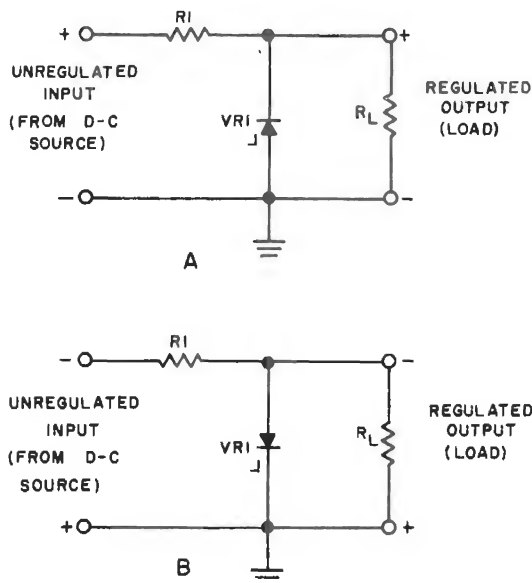 + R1 +
UNREGULATED
INPUT
(FROM D-C
SOURCE)
VR1
RL
REGULATED
OUTPUT
(LOAD)
- -
A
- R1 -
UNREGULATED
INPUT
(FROM D-C
SOURCE)
VR1
RL
REGULATED
OUTPUT
(LOAD)
+ +
B